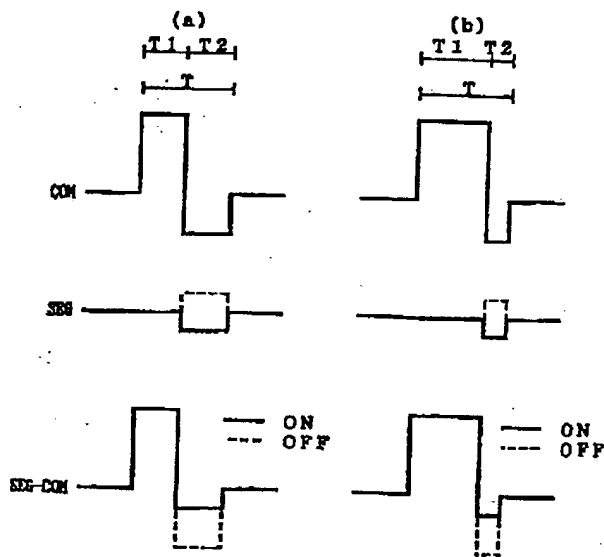 (a) (b)
T1 T2 T1 T2
T T
COM
SEG
ON ON
OFF OFF
SEG-COM